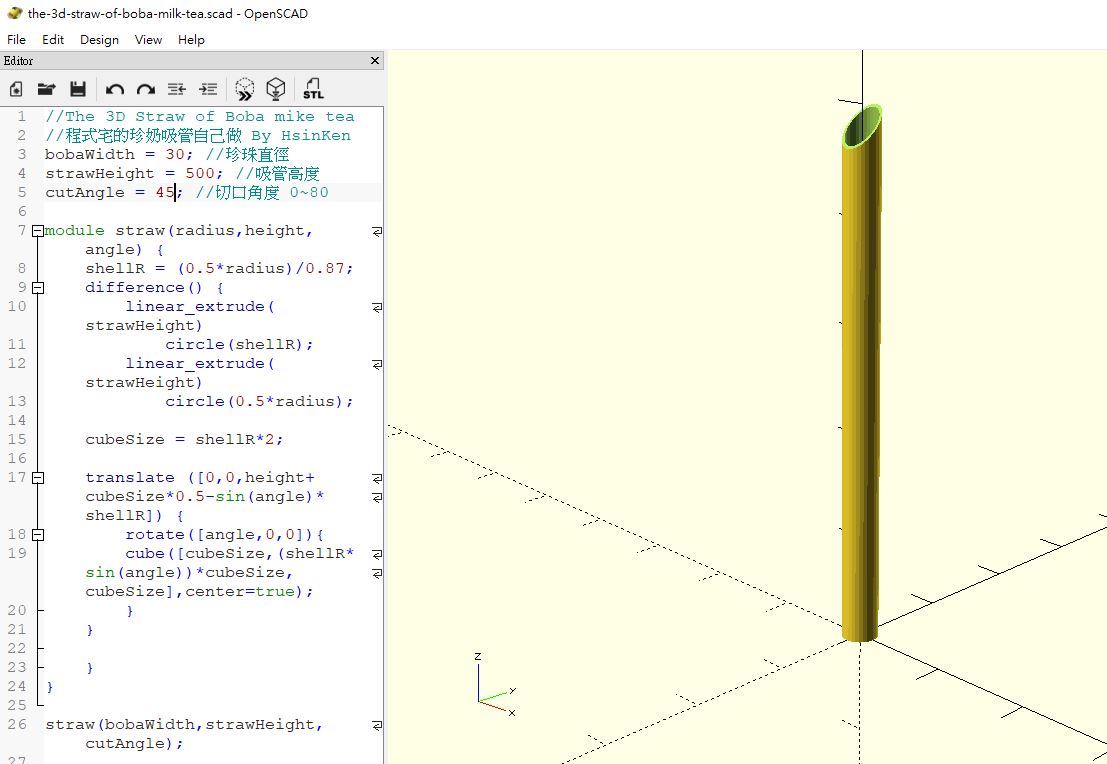 the-3d-straw-of-boba-milk-tea.scad - OpenSCAD
File Edit Design View Help
Editor
STL
1 //The 3D Straw of Boba mike tea
2 //程式宅的珍奶吸管自己做 By HsinKen
3 bobaWidth = 30; //珍珠直徑
4 strawHeight = 500; //吸管高度
5 cutAngle = 45; //切口角度 0~80
6
7 module straw(radius,height,
angle) {
8 shellR = (0.5*radius)/0.87;
9 difference() {
10 linear_extrude(
strawHeight)
11 circle(shellR);
12 linear_extrude(
strawHeight)
13 circle(0.5*radius);
14
15 cubeSize = shellR*2;
16
17 translate ([0,0,height+
cubeSize*0.5-sin(angle)*
shellR]) {
18 rotate([angle,0,0]){
19 cube([cubeSize,(shellR*
sin(angle))*cubeSize,
cubeSize],center=true);
20 }
21 }
22
23 }
24 }
25
26 straw(bobaWidth,strawHeight,
cutAngle);
27
z
y
x